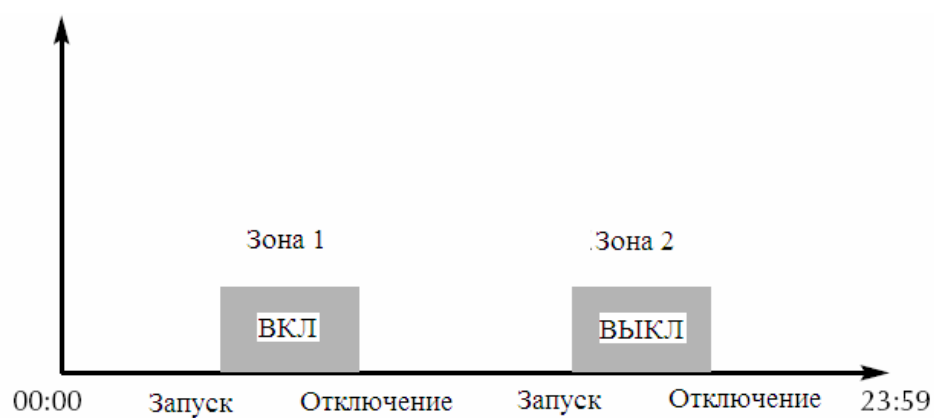 Зона 1
.Зона 2
ВКЛ
ВЫКЛ
00:00
Запуск
Отключение
Запуск
Отключение
23:59